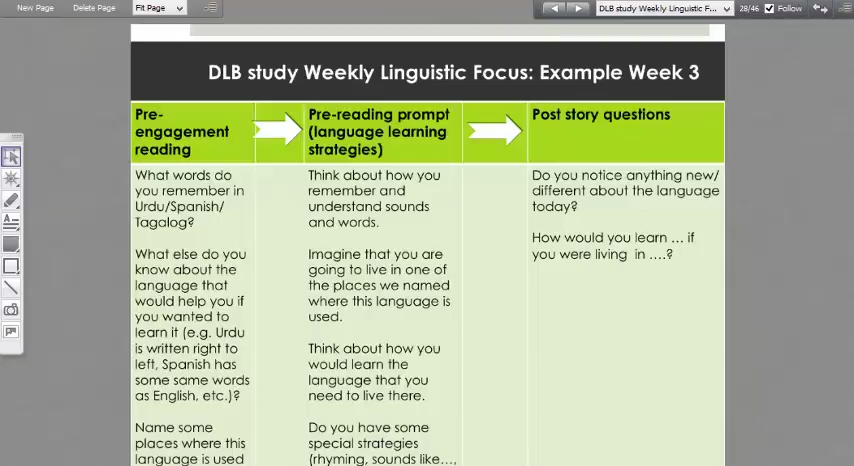 New Page Delete Page Fit Page
DLB study Weekly Linguistic F... 28/46 Follow
DLB study Weekly Linguistic Focus: Example Week 3
Pre-
engagement
reading
Pre-reading prompt
(language learning
strategies)
Post story questions
What words do
you remember in
Urdu/Spanish/
Tagalog?
What else do you
know about the
language that
would help you if
you wanted to
learn it (e.g. Urdu
is written right to
left, Spanish has
some same words
as English, etc.)?
Name some
places where this
language is used
Think about how you
remember and
understand sounds
and words.
Imagine that you are
going to live in one of
the places we named
where this language is
used.
Think about how you
would learn the
language that you
need to live there.
Do you have some
special strategies
(rhyming, sounds like...,
Do you notice anything new/
different about the language
today?
How would you learn ... if
you were living in ....?